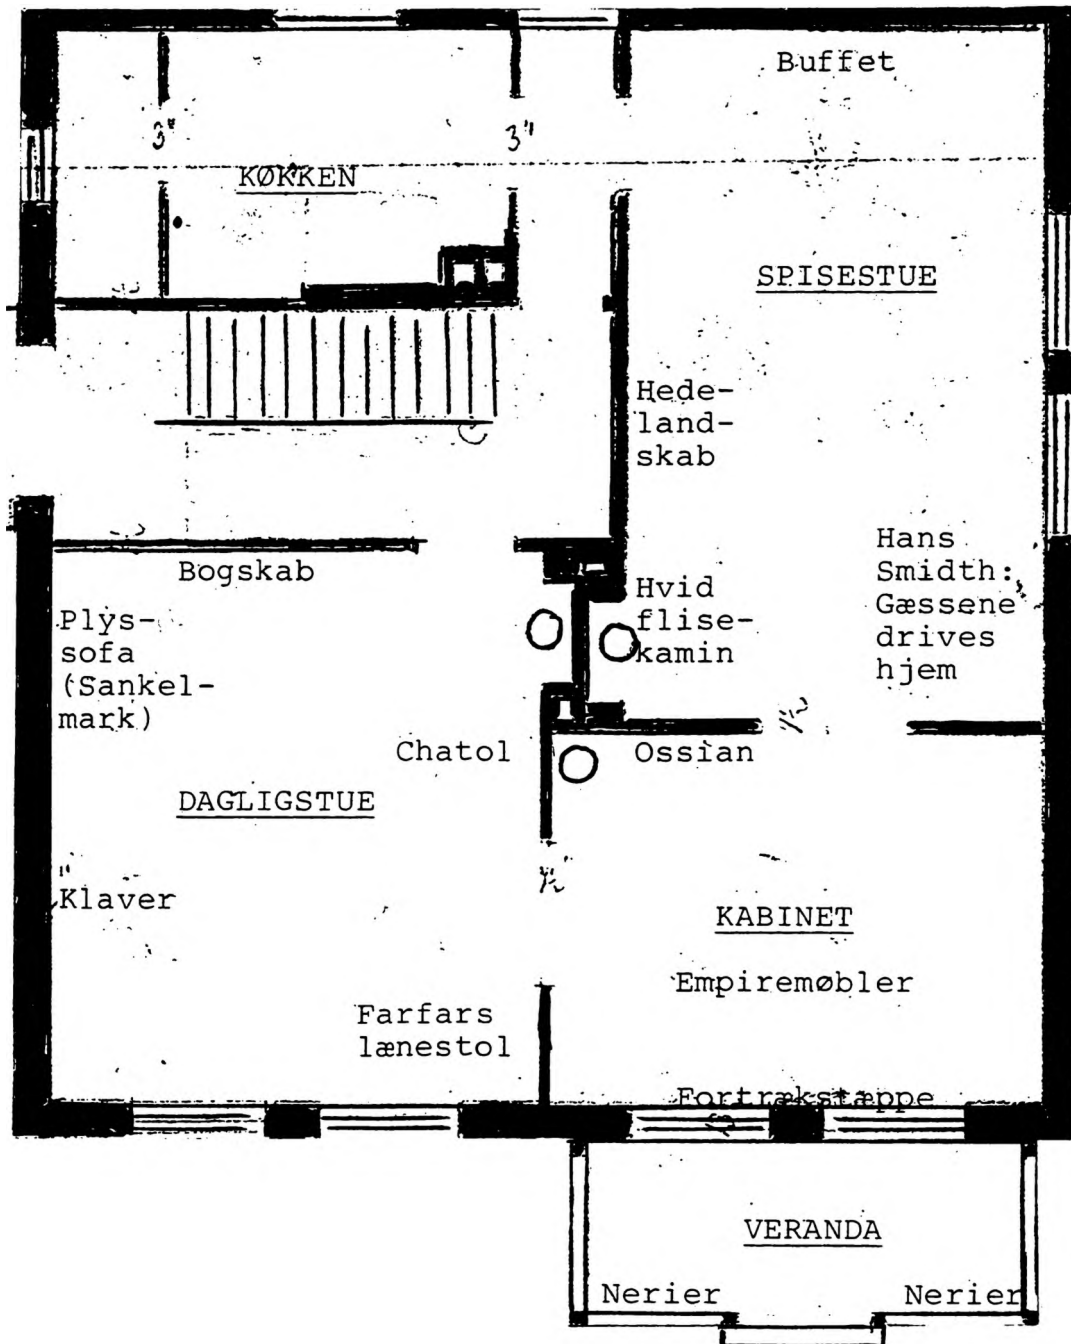 Buffet
3"
3"
KØKKEN
SPISESTUE
Hede-
land-
skab
Hans
Smidth:
Gæssene
drives
hjem
Bogskab
Hvid
flise-
kamin
Plys-
sofa
(Sankel-
mark)
Chatol
Ossian
DAGLIGSTUE
Klaver
KABINET
Empiremøbler
Farfars
lænestol
Fortrækstæppe
VERANDA
Nerier
Nerier